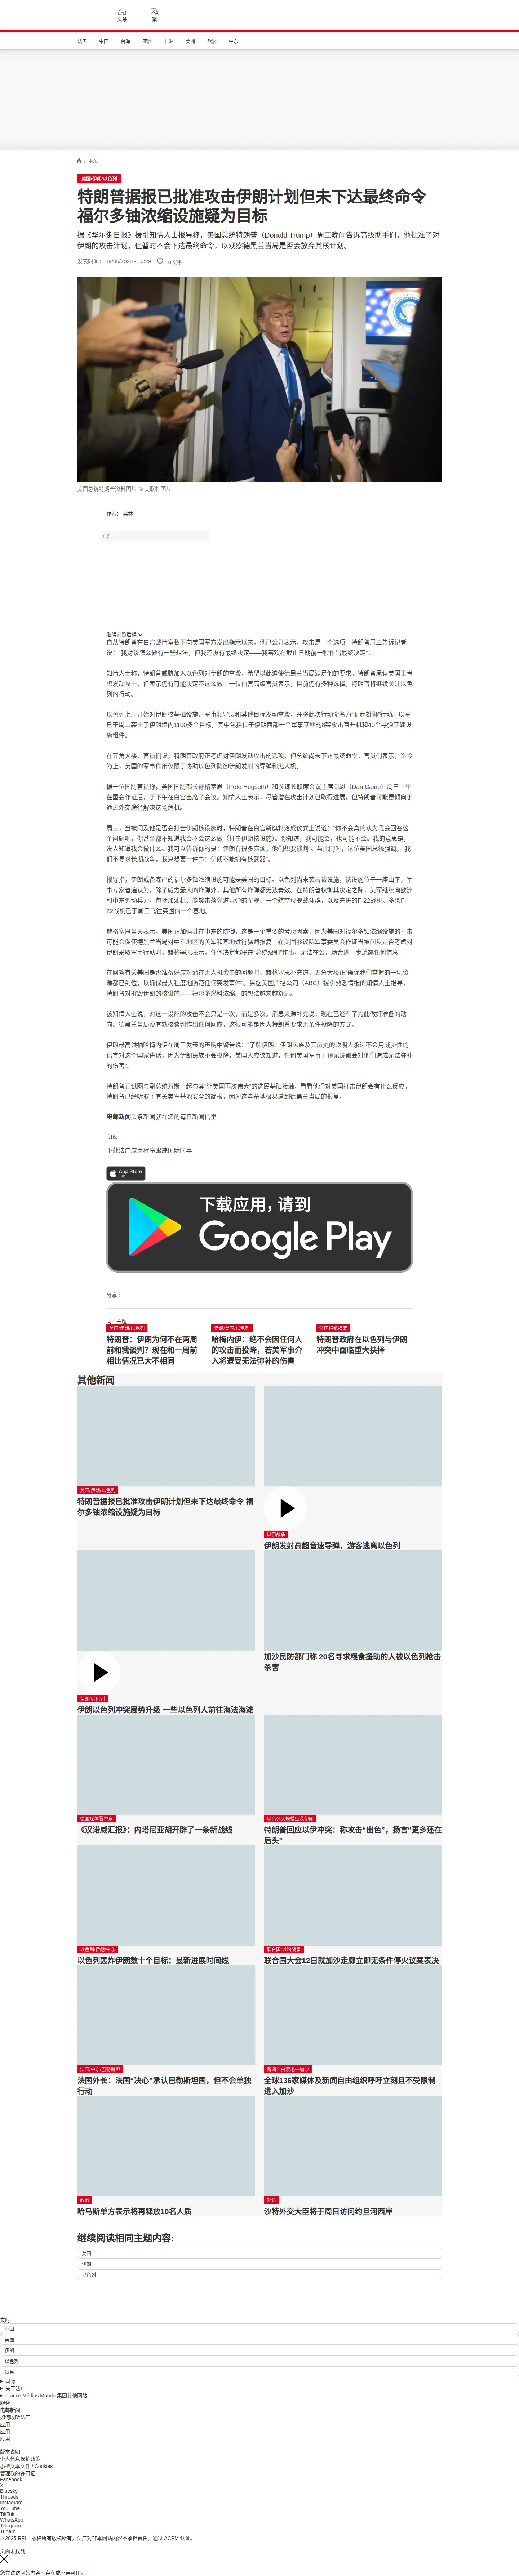 头条
繁
法国
中国
台海
亚洲
非洲
美洲
欧洲
中东
/ 中东
美国/伊朗/以色列
特朗普据报已批准攻击伊朗计划但未下达最终命令
福尔多铀浓缩设施疑为目标
据《华尔街日报》援引知情人士报导称，美国总统特朗普（Donald Trump）周二晚间告诉高级助手们，他批准了对
伊朗的攻击计划，但暂时不会下达最终命令，以观察德黑兰当局是否会放弃其核计划。
发表时间： 19/06/2025 - 10:29
10 分钟
美国总统特朗普资料图片 © 美联社图片
作者： 弗林
广告
继续浏览后续
自从特朗普在白宫战情室私下向美国军方发出指示以来，他已公开表示，攻击是一个选项。特朗普周三告诉记者
说：“我对该怎么做有一些想法，但我还没有最终决定——我喜欢在截止日期前一秒作出最终决定”。
知情人士称，特朗普威胁加入以色列对伊朗的空袭，希望以此迫使德黑兰当局满足他的要求。特朗普承认美国正考
虑发动攻击，但表示仍有可能决定不这么做。一位白宫高级官员表示，目前仍有多种选择，特朗普将继续关注以色
列的行动。
以色列上周开始对伊朗核基础设施、军事领导层和其他目标发动空袭，并将此次行动命名为“崛起雄狮”行动。以军
已于周二袭击了伊朗境内1100多个目标，其中包括位于伊朗西部一个军事基地的8架攻击直升机和40个导弹基础设
施组件。
在五角大楼，官员们说，特朗普政府正考虑对伊朗发动攻击的选项，但总统尚未下达最终命令。官员们表示，迄今
为止，美国的军事作用仅限于协助以色列防御伊朗发射的导弹和无人机。
据一位国防官员称，美国国防部长赫格塞思（Pete Hegseth）和参谋长联席会议主席凯恩（Dan Caine）周三上午
在国会作证后，于下午在白宫出席了会议。知情人士表示，尽管潜在攻击计划已取得进展，但特朗普可能更倾向于
通过外交途径解决这场危机。
周三，当被问及他是否会打击伊朗核设施时，特朗普在白宫新旗杆落成仪式上说道：“你不会真的认为我会回答这
个问题吧。你甚至都不知道我会不会这么做（打击伊朗核设施）。你知道，我可能会，也可能不会。我的意思是，
没人知道我会做什么。我可以告诉你的是：伊朗有很多麻烦，他们想要谈判”。与此同时，这位美国总统强调，“我
们不寻求长期战争，我只想要一件事：伊朗不能拥有核武器”。
报导指，伊朗戒备森严的福尔多铀浓缩设施可能是美国的目标。以色列尚未袭击该设施，该设施位于一座山下，军
事专家普遍认为，除了威力最大的炸弹外，其他所有炸弹都无法奏效。在特朗普权衡其决定之际，美军继续向欧洲
和中东调动兵力，包括加油机、能够击落弹道导弹的军舰、一个航空母舰战斗群，以及先进的F-22战机。多架F-
22战机已于周三飞往英国的一个基地。
赫格塞思当天表示，美国正加强其在中东的防御，这是一个重要的考虑因素，因为美国对福尔多铀浓缩设施的打击
可能会促使德黑兰当局对中东地区的美军和基地进行猛烈报复。在美国参议院军事委员会作证当被问及是否考虑对
伊朗采取军事行动时，赫格塞思表示，任何决定都将在“总统级别”作出，无法在公开场合进一步透露任何信息。
在回答有关美国是否准备好应对潜在无人机袭击的问题时，赫格塞思补充道，五角大楼正“确保我们掌握的一切资
源都已到位，以确保最大程度地防范任何突发事件”。另据美国广播公司（ABC）援引熟悉情报的知情人士报导，
特朗普对摧毁伊朗的核设施——福尔多燃料浓缩厂的想法越来越舒适。
该知情人士说，对这一设施的攻击不会只是一次，而是多次。消息来源补充说，现在已经有了为此做好准备的动
向。德黑兰当局没有就核谈判作出任何回应，这很可能是因为特朗普要求无条件投降的方式。
伊朗最高领袖哈梅内伊在周三发表的声明中警告说：“了解伊朗、伊朗民族及其历史的聪明人永远不会用威胁性的
语言对这个国家讲话，因为伊朗民族不会投降，美国人应该知道，任何美国军事干预无疑都会对他们造成无法弥补
的伤害”。
特朗普正试图与副总统万斯一起与其“让美国再次伟大”的选民基础接触，看看他们对美国打击伊朗会有什么反应。
特朗普已经听取了有关美军基地安全的简报，因为这些基地极易遭到德黑兰当局的报复。
电邮新闻头条新闻就在您的每日新闻信里
订阅
下载法广应用程序跟踪国际时事
App Store
下载
下载应用，请到
Google Play
分享 :
同一主题
美国/伊朗/以色列
特朗普：伊朗为何不在两周
前和我谈判？现在和一周前
相比情况已大不相同
伊朗/美国/以色列
哈梅内伊：绝不会因任何人
的攻击而投降，若美军事介
入将遭受无法弥补的伤害
法国报纸摘要
特朗普政府在以色列与伊朗
冲突中面临重大抉择
其他新闻
美国/伊朗/以色列
特朗普据报已批准攻击伊朗计划但未下达最终命令 福
尔多铀浓缩设施疑为目标
以伊战争
伊朗发射高超音速导弹，游客逃离以色列
伊朗/以色列
伊朗以色列冲突局势升级 一些以色列人前往海法海滩
加沙民防部门称 20名寻求粮食援助的人被以色列枪击
杀害
德国媒体看中东
《汉诺威汇报》：内塔尼亚胡开辟了一条新战线
以色列大规模空袭伊朗
特朗普回应以伊冲突：称攻击“出色”，扬言“更多还在
后头”
以色列/伊朗/中东
以色列轰炸伊朗数十个目标：最新进展时间线
联合国/以哈战争
联合国大会12日就加沙走廊立即无条件停火议案表决
法国/中东/巴勒斯坦
法国外长：法国“决心”承认巴勒斯坦国，但不会单独
行动
新闻自由禁地－加沙
全球136家媒体及新闻自由组织呼吁立刻且不受限制
进入加沙
政治
哈马斯单方表示将再释放10名人质
外访
沙特外交大臣将于周日访问约旦河西岸
继续阅读相同主题内容:
美国
伊朗
以色列
实时
中国
美国
伊朗
以色列
贸易
国际
关于法广
France Médias Monde 集团其他网站
服务
电邮新闻
如何收听法广
应用
应用
应用
版本说明
个人信息保护政策
小型文本文件 / Cookies
管理我的许可证
Facebook
X
Bluesky
Threads
Instagram
YouTube
TikTok
WhatsApp
Telegram
TuneIn
© 2025 RFI – 版权所有版权所有。法广对非本网站内容不承担责任。通过 ACPM 认证。
页面未找到
您尝试访问的内容不存在或不再可用。